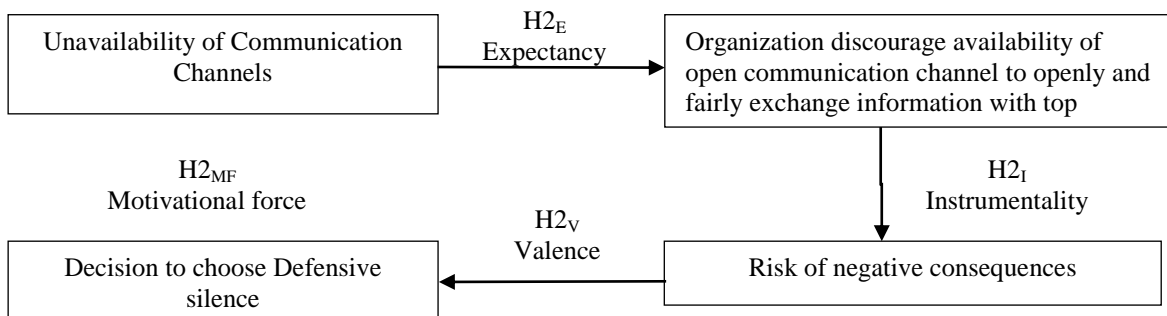 H2E
Expectancy
Unavailability of Communication
Channels
Organization discourage availability of
open communication channel to openly and
fairly exchange information with top
H2MF
Motivational force
H2I
Instrumentality
H2V
Valence
Decision to choose Defensive
silence
Risk of negative consequences